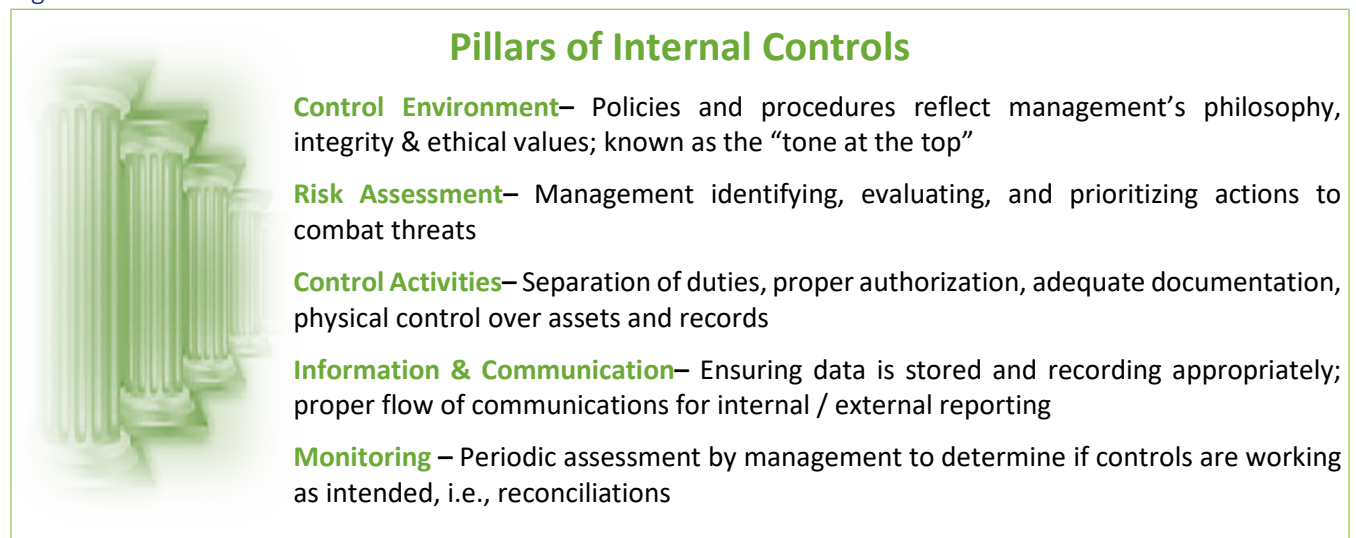 Pillars of Internal Controls
Control Environment– Policies and procedures reflect management’s philosophy,
integrity & ethical values; known as the “tone at the top”
Risk Assessment– Management identifying, evaluating, and prioritizing actions to
combat threats
Control Activities– Separation of duties, proper authorization, adequate documentation,
physical control over assets and records
Information & Communication– Ensuring data is stored and recording appropriately;
proper flow of communications for internal / external reporting
Monitoring – Periodic assessment by management to determine if controls are working
as intended, i.e., reconciliations